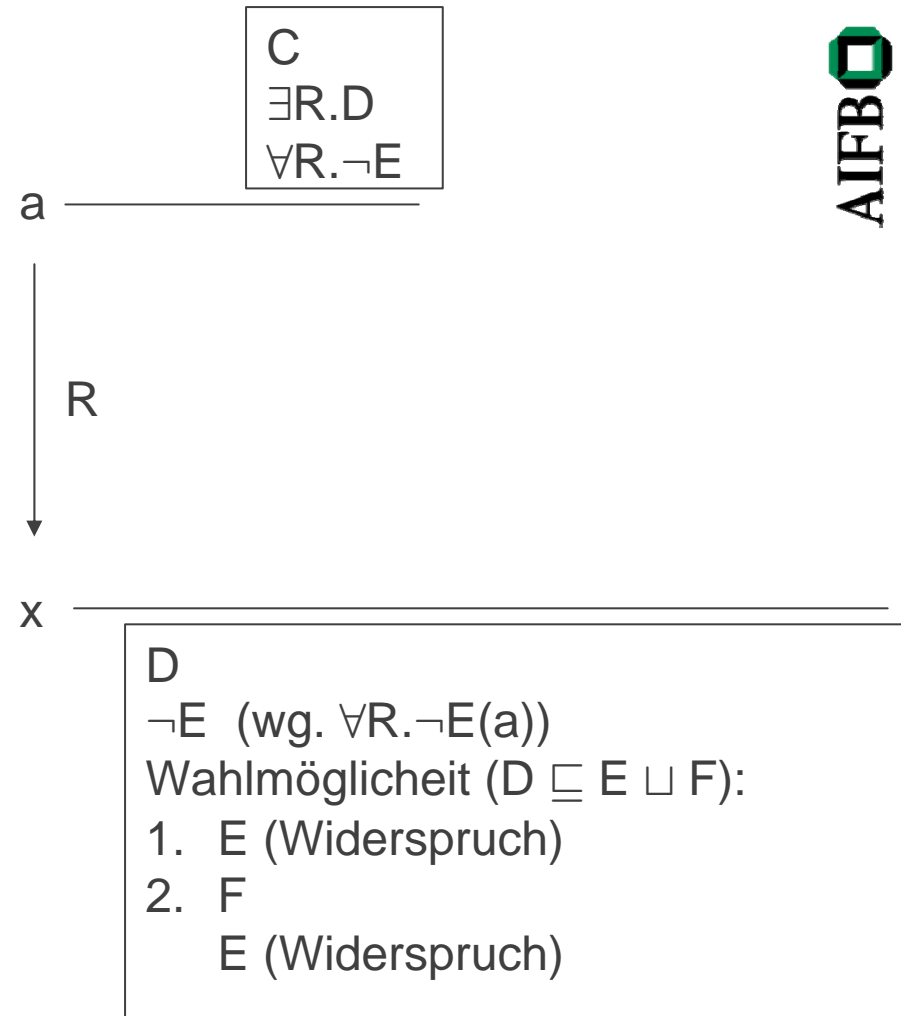 C
∃R.D
∀R.¬E
AIFB
a
R
x
D
¬E (wg. ∀R.¬E(a))
Wahlmöglicheit (D ⊑ E ⊔ F):
1. E (Widerspruch)
2. F
E (Widerspruch)